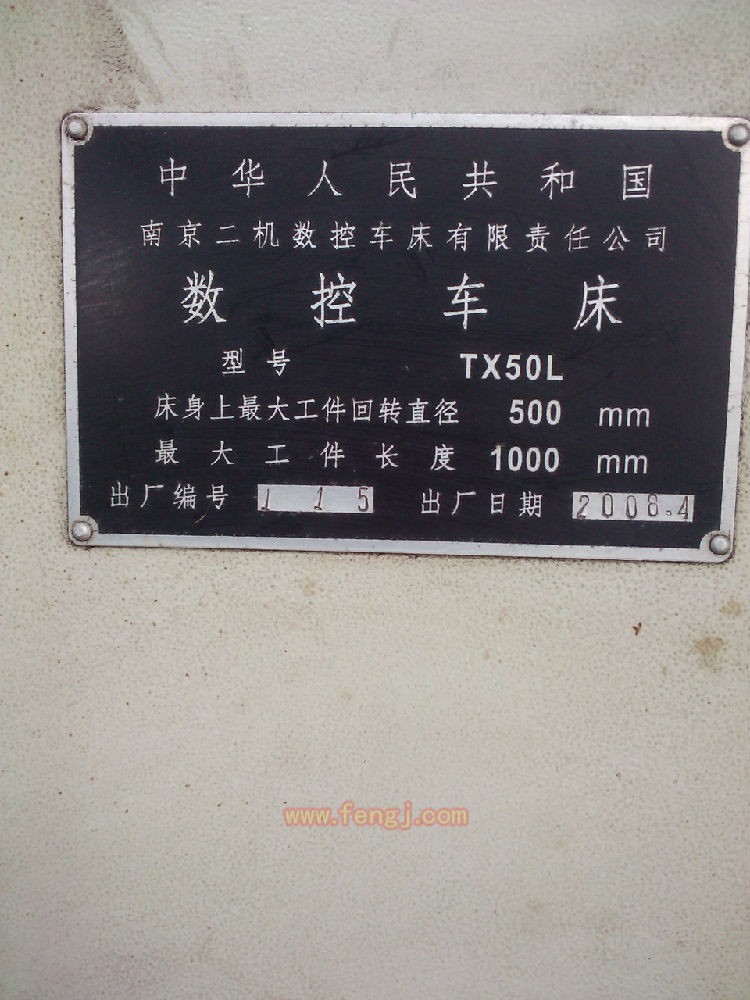 中华人民共和国
南京二机数控车床有限责任公司
数控车床
型号 TX50L
床身上最大工件回转直径 500 mm
最大工件长度 1000 mm
出厂编号 115 出厂日期 2008.4
www.fengj.com